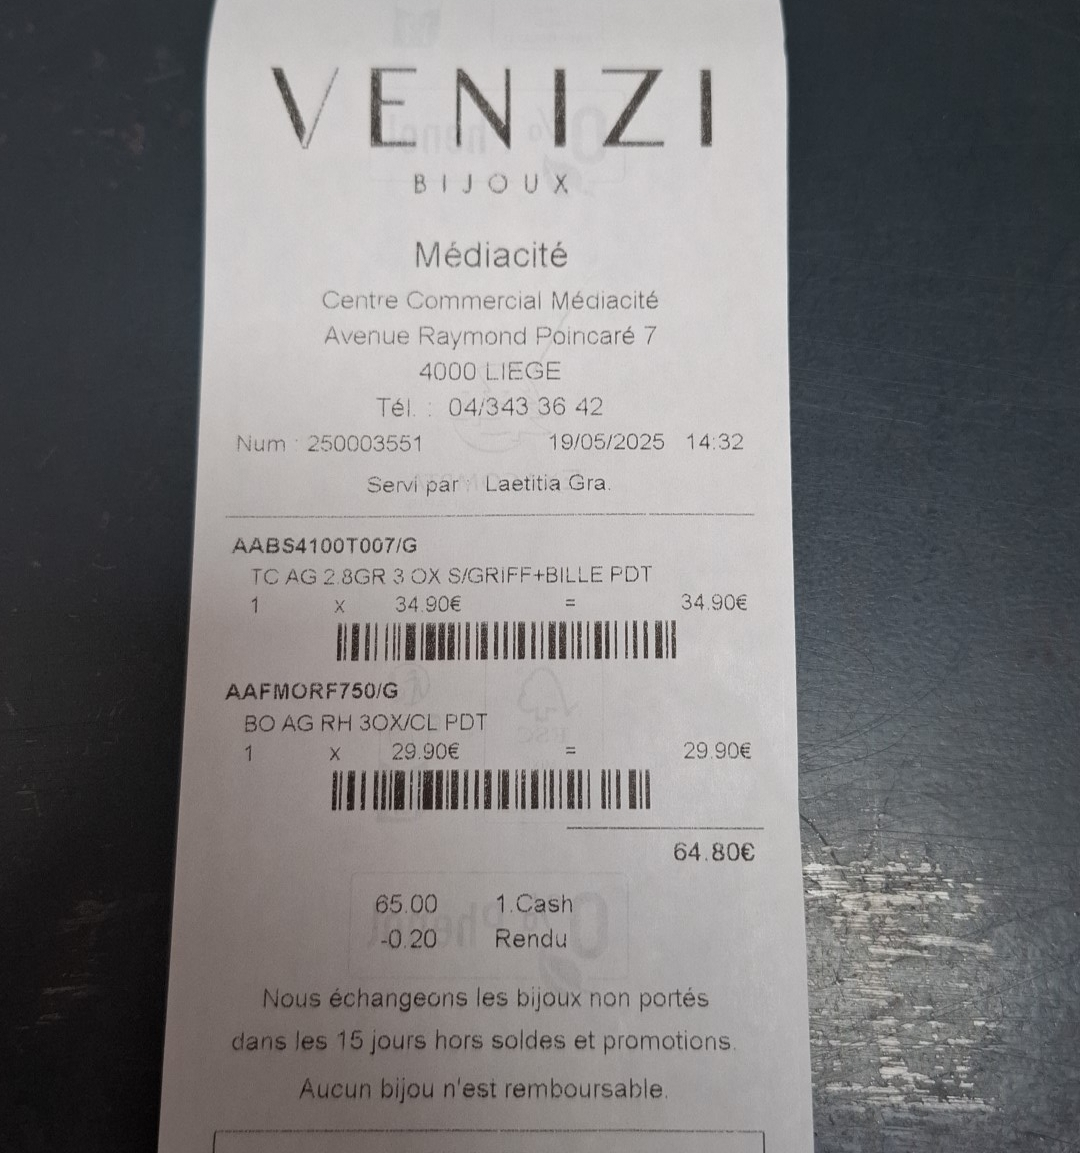 VENIZI
BIJOUX
Médiacité
Centre Commercial Médiacité
Avenue Raymond Poincaré 7
4000 LIEGE
Tél. : 04/343 36 42
Num : 250003551 19/05/2025 14:32
Servi par : Laetitia Gra.
AABS4100T007/G
TC AG 2.8GR 3 OX S/GRIFF+BILLE PDT
1 x 34.90€ = 34.90€
AAFMORF750/G
BO AG RH 3OX/CL PDT
1 x 29.90€ = 29.90€
64.80€
65.00 1.Cash
-0.20 Rendu
Nous échangeons les bijoux non portés
dans les 15 jours hors soldes et promotions.
Aucun bijou n'est remboursable.